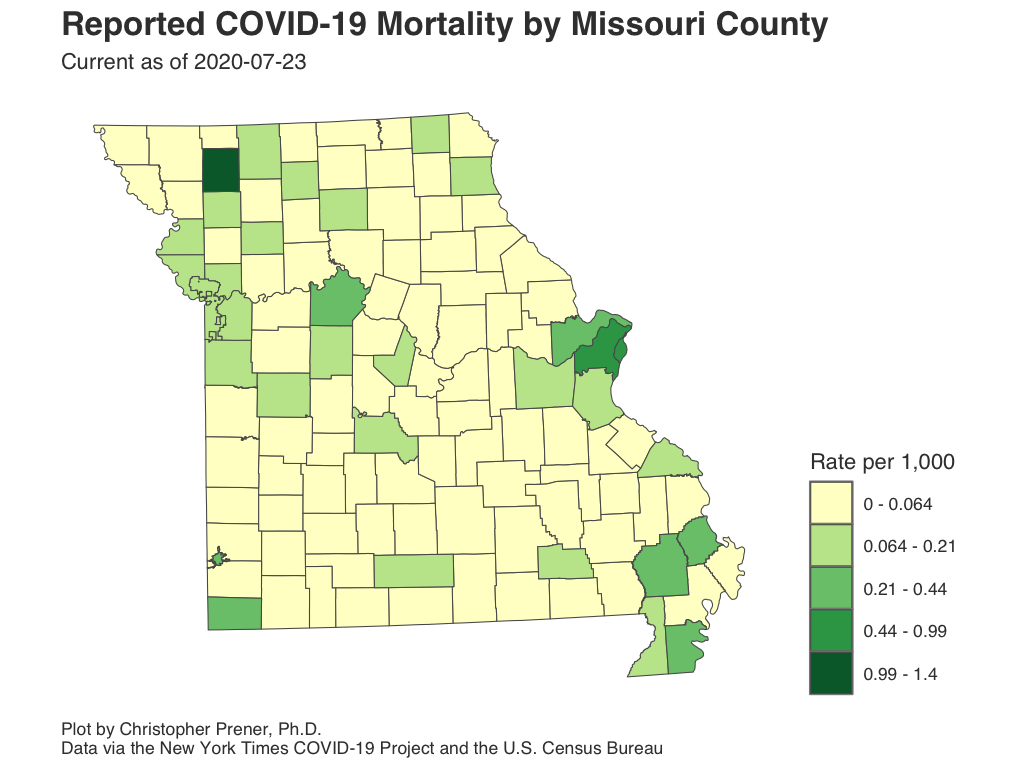 Reported COVID-19 Mortality by Missouri County
Current as of 2020-07-23
Rate per 1,000
0 - 0.064
0.064 - 0.21
0.21 - 0.44
0.44 - 0.99
0.99 - 1.4
Plot by Christopher Prener, Ph.D.
Data via the New York Times COVID-19 Project and the U.S. Census Bureau